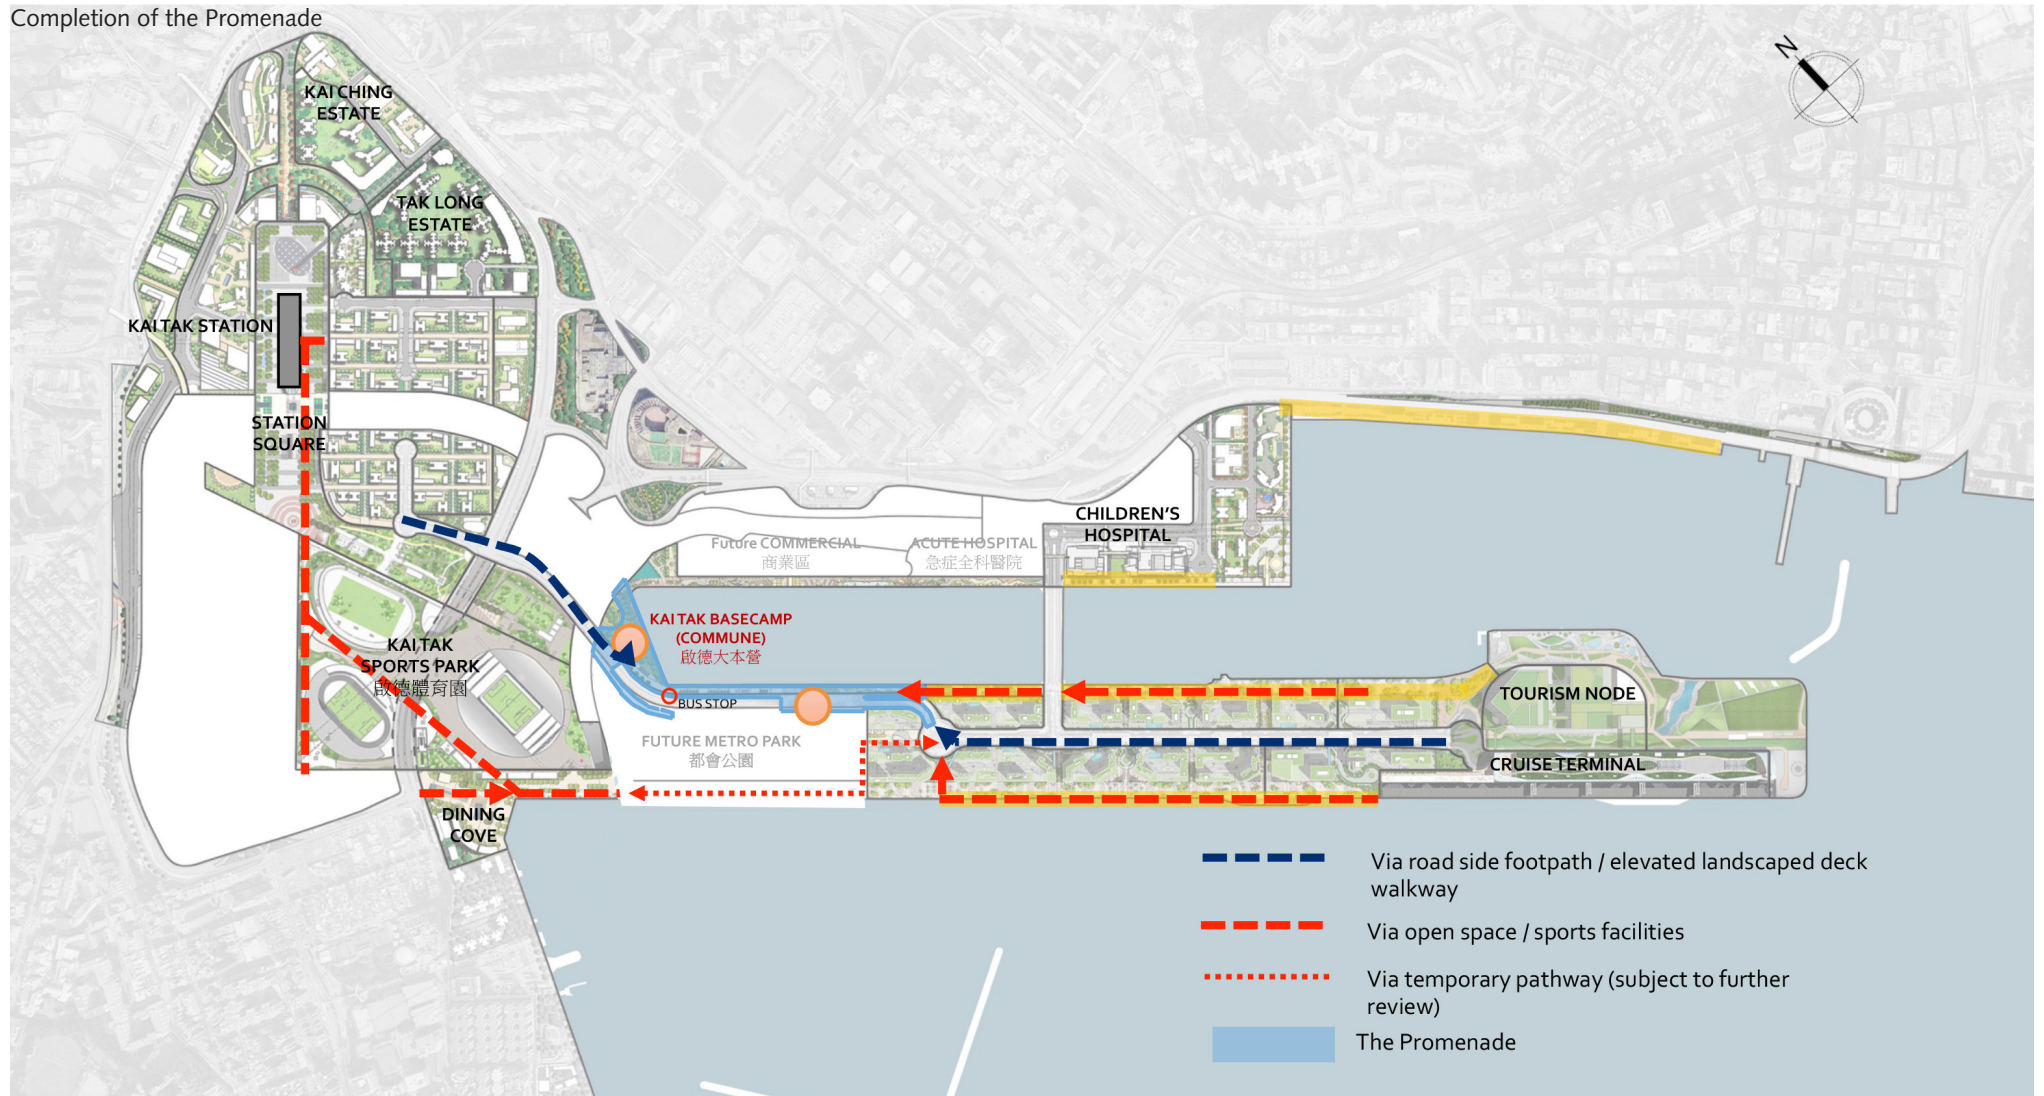 Completion of the Promenade
N
KAI CHING
ESTATE
TAK LONG
ESTATE
KAI TAK STATION
STATION
SQUARE
CHILDREN'S
HOSPITAL
Future COMMERCIAL
商業區
ACUTE HOSPITAL
急症全科醫院
KAI TAK BASECAMP
(COMMUNE)
啟德大本營
KAI TAK
SPORTS PARK
啟德體育園
BUS STOP
TOURISM NODE
FUTURE METRO PARK
都會公園
CRUISE TERMINAL
DINING
COVE
Via road side footpath / elevated landscaped deck
walkway
Via open space / sports facilities
Via temporary pathway (subject to further
review)
The Promenade